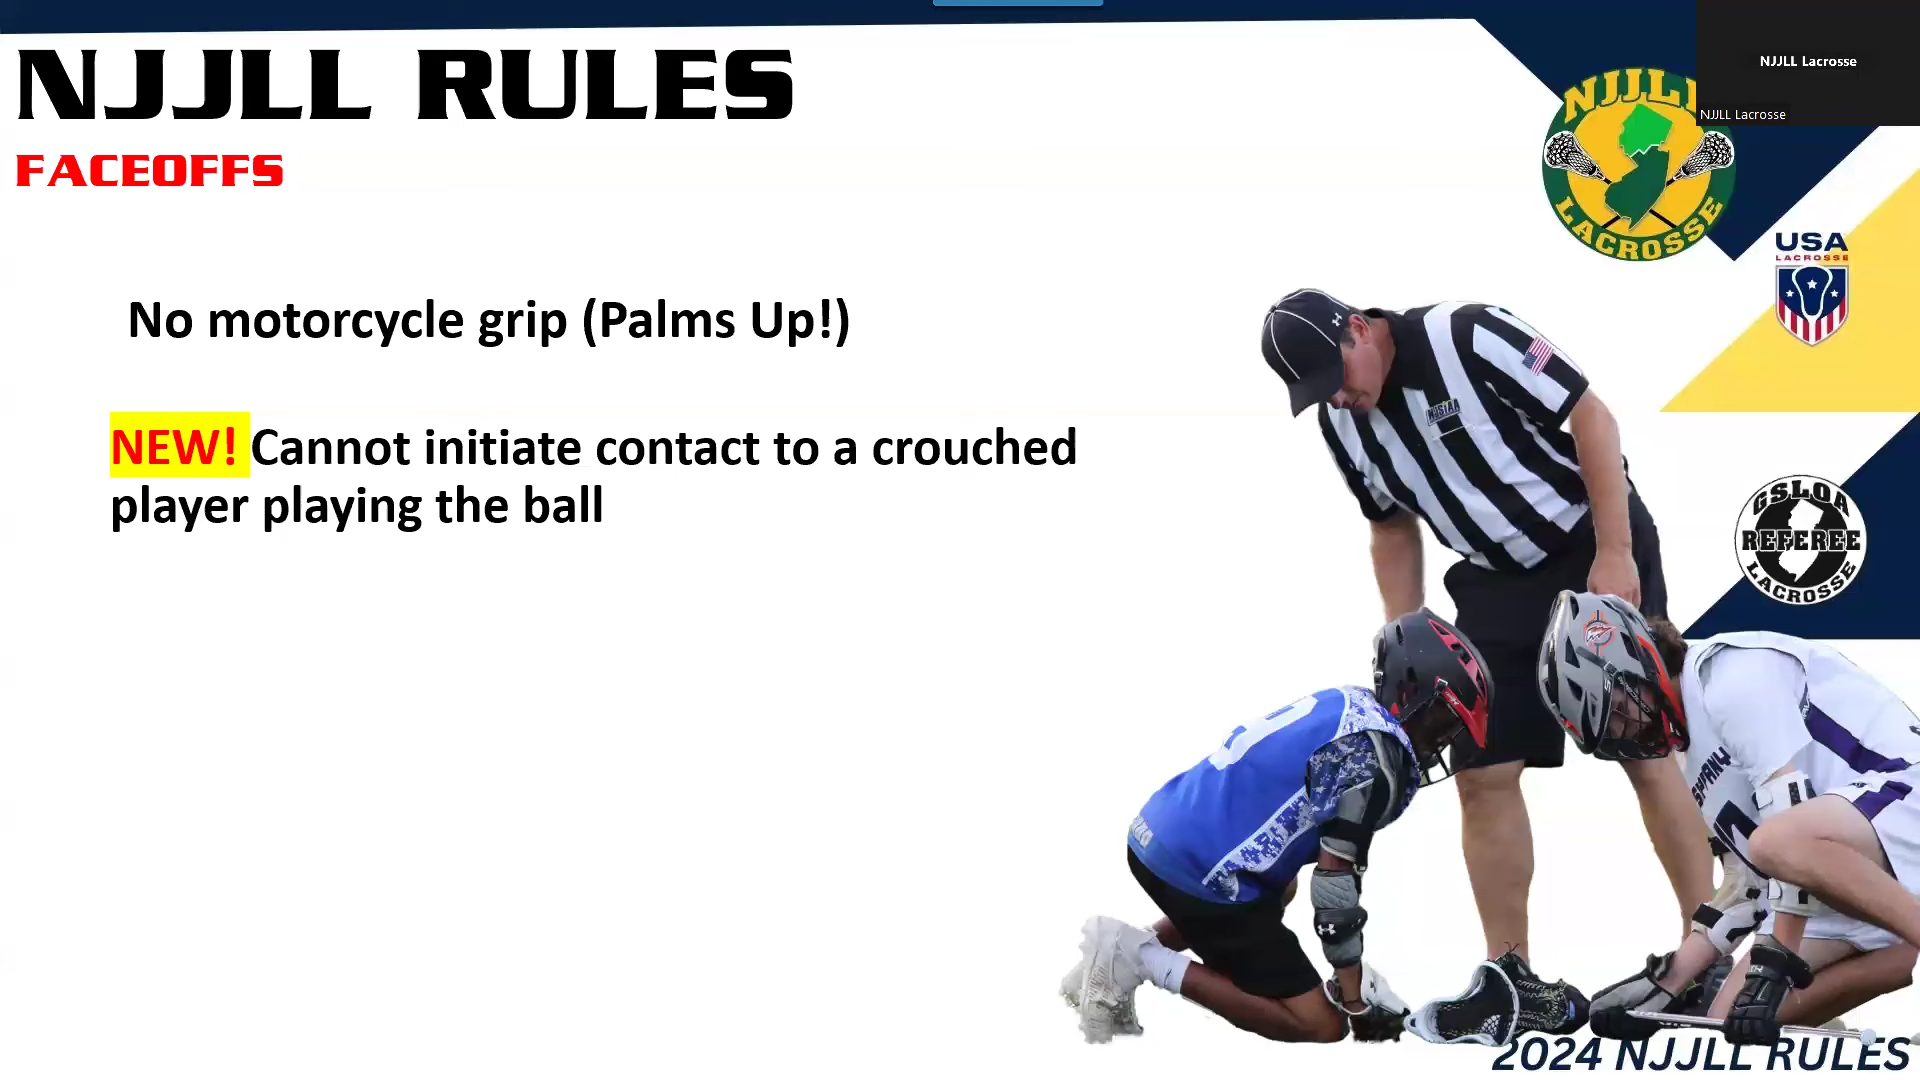 NJJLL RULES
FACEOFFS
NJJLL Lacrosse
NJJLL Lacrosse
NJJLL
LACROSSE
USA
LACROSSE
No motorcycle grip (Palms Up!)
NEW! Cannot initiate contact to a crouched
player playing the ball
NJSIAA
GSLOA
REFEREE
LACROSSE
2024 NJJLL RULES